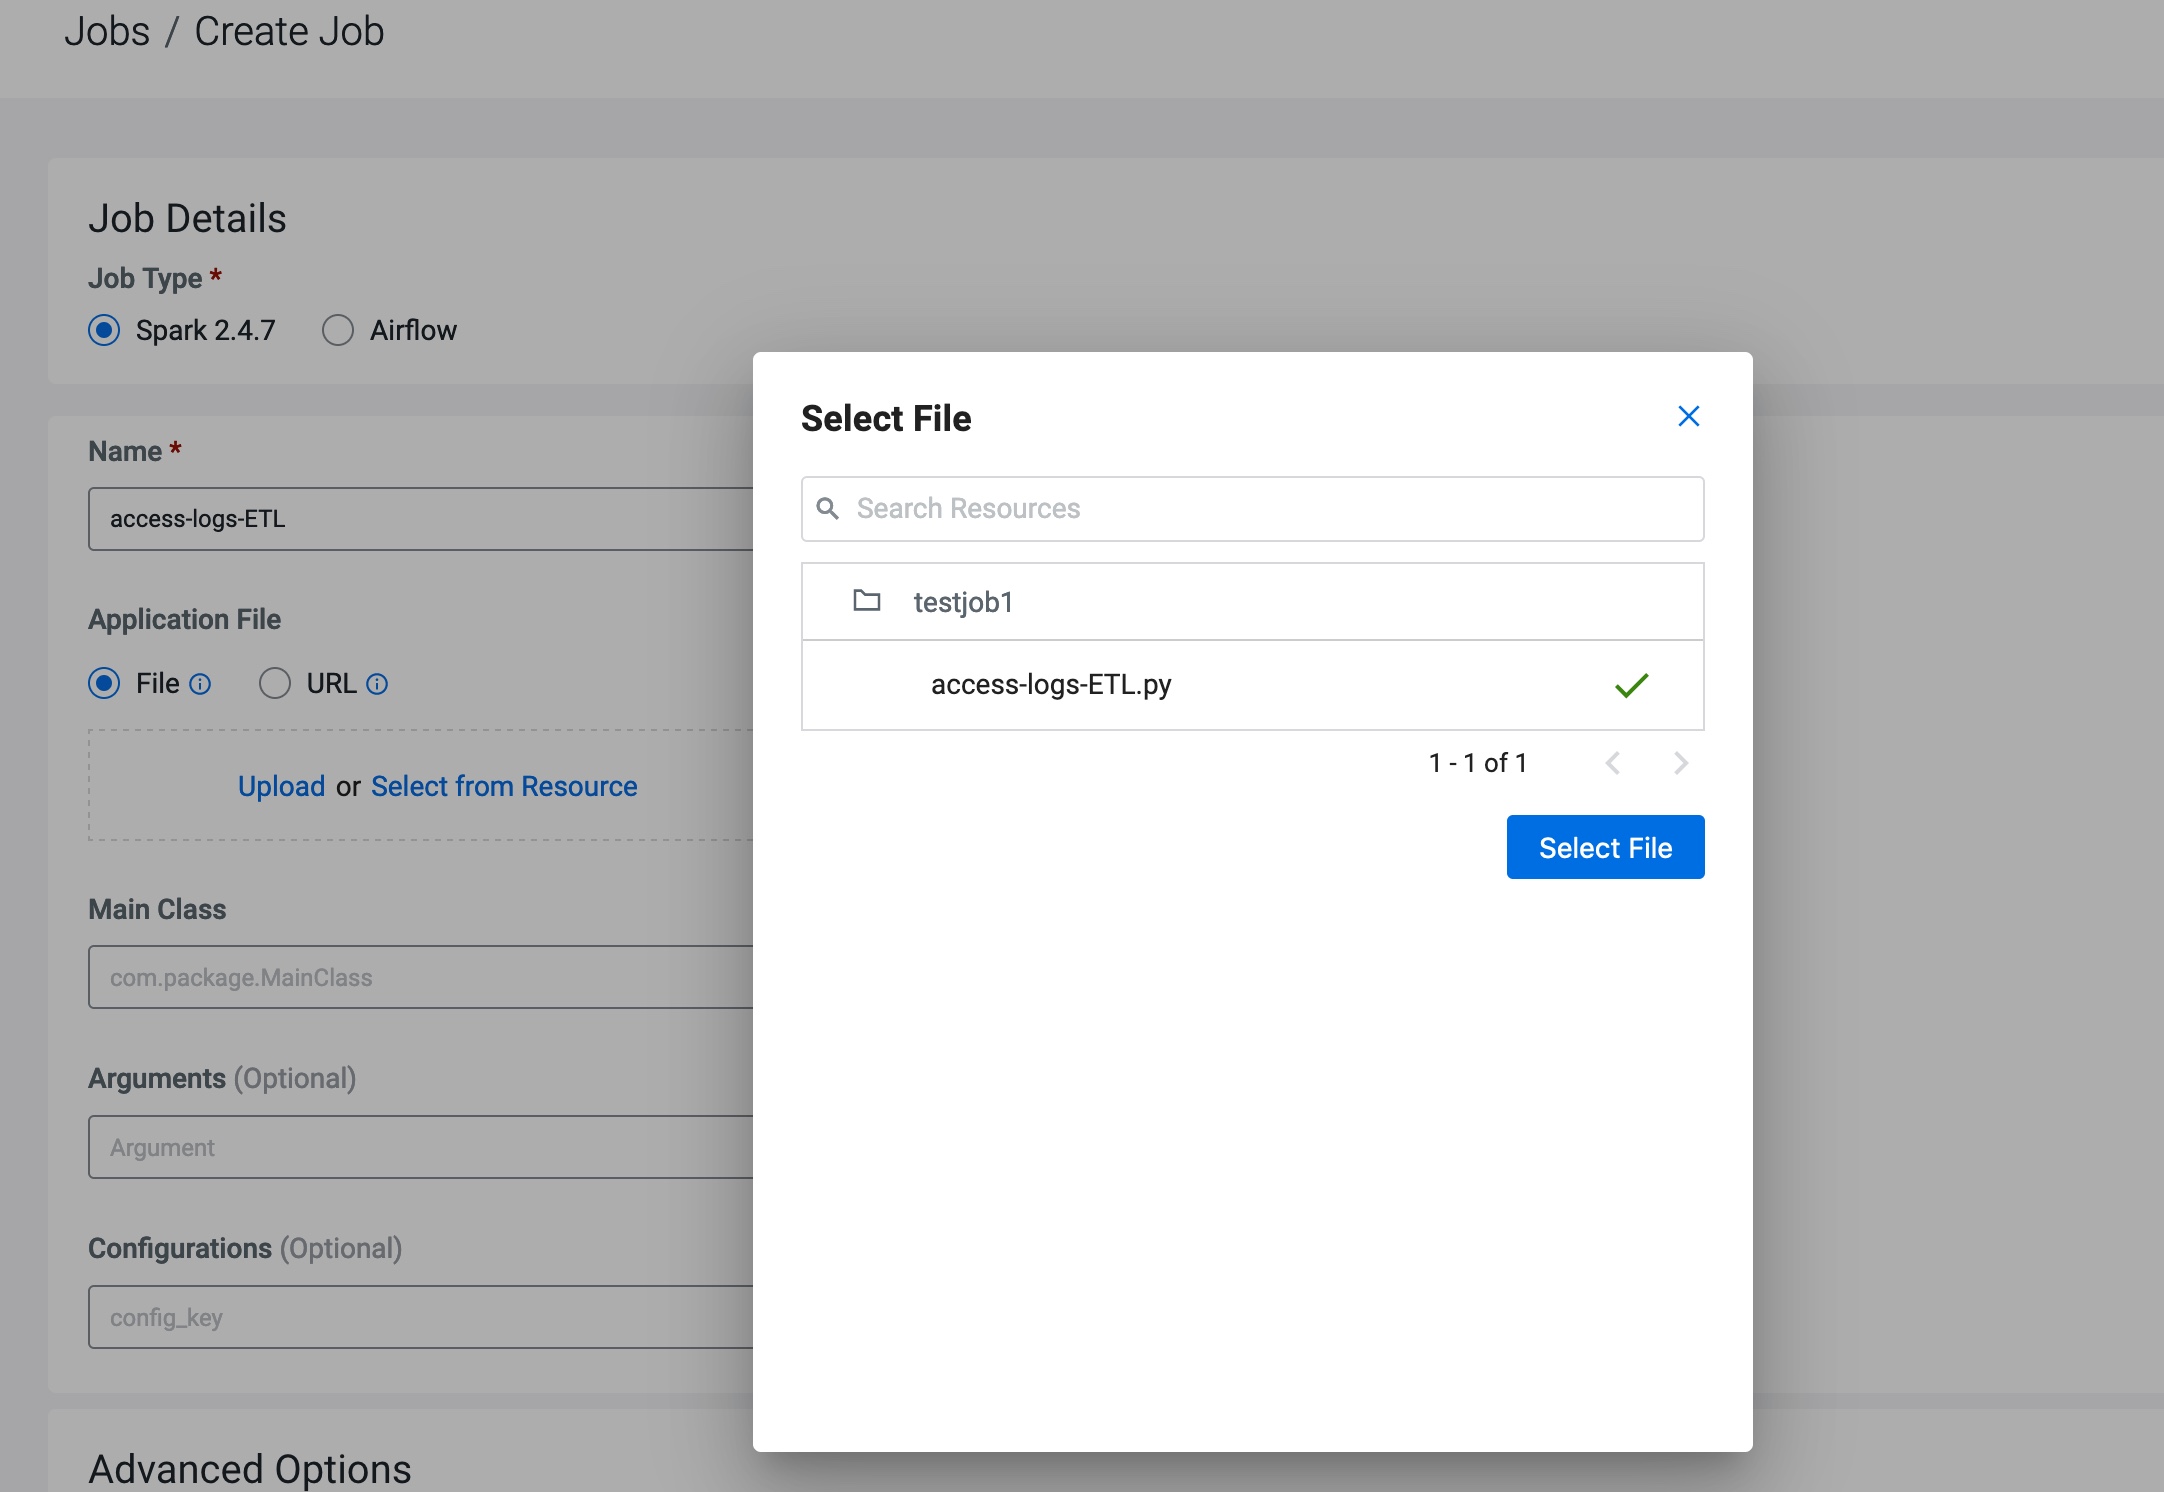 Jobs / Create Job
Job Details
Job Type *
Spark 2.4.7 Airflow
Name *
access-logs-ETL
Application File
File URL
Upload or Select from Resource
Main Class
com.package.MainClass
Arguments (Optional)
Argument
Configurations (Optional)
config_key
Advanced Options
Select File
Search Resources
testjob1
access-logs-ETL.py
1 - 1 of 1
Select File